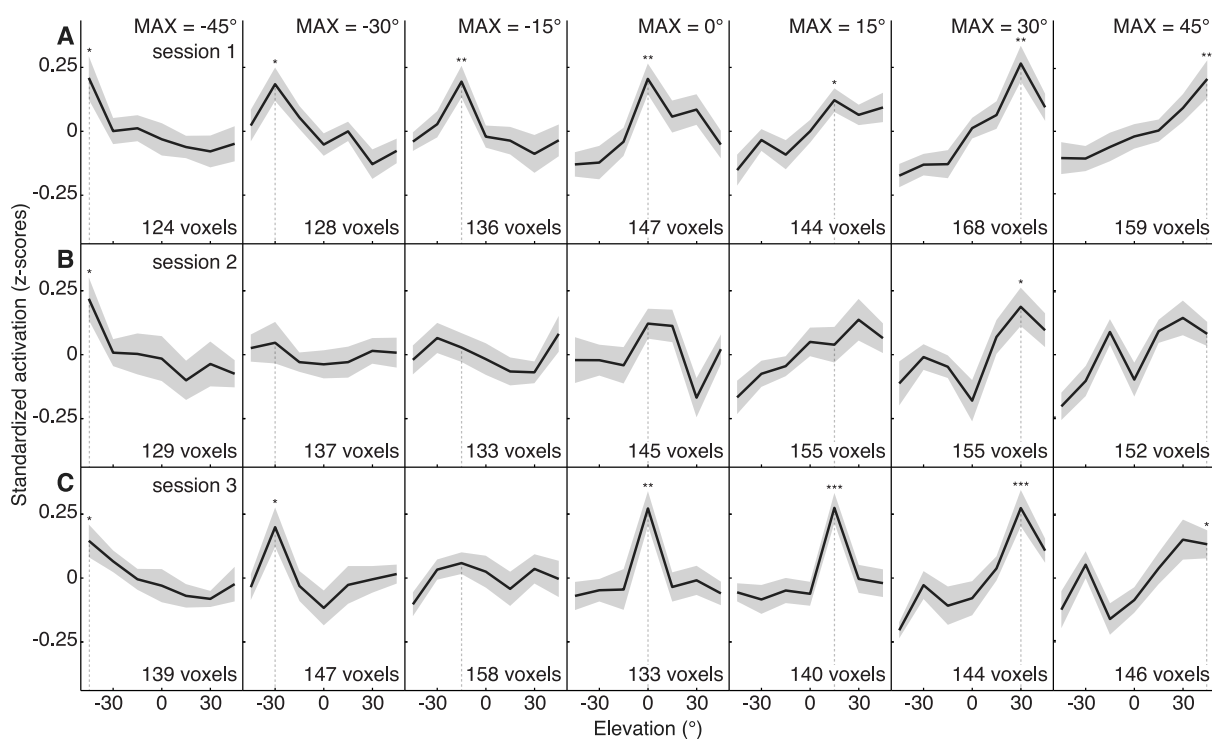 MAX = -45° MAX = -30° MAX = -15° MAX = 0° MAX = 15° MAX = 30° MAX = 45°
A session 1
* * ** ** * ** **
0.25
0
-0.25
124 voxels 128 voxels 136 voxels 147 voxels 144 voxels 168 voxels 159 voxels
B session 2
* *
0.25
0
-0.25
129 voxels 137 voxels 133 voxels 145 voxels 155 voxels 155 voxels 152 voxels
C session 3
* * ** *** *** *
0.25
0
-0.25
139 voxels 147 voxels 158 voxels 133 voxels 140 voxels 144 voxels 146 voxels
-30 0 30 -30 0 30 -30 0 30 -30 0 30 -30 0 30 -30 0 30 -30 0 30
Elevation (°)
Standardized activation (z-scores)